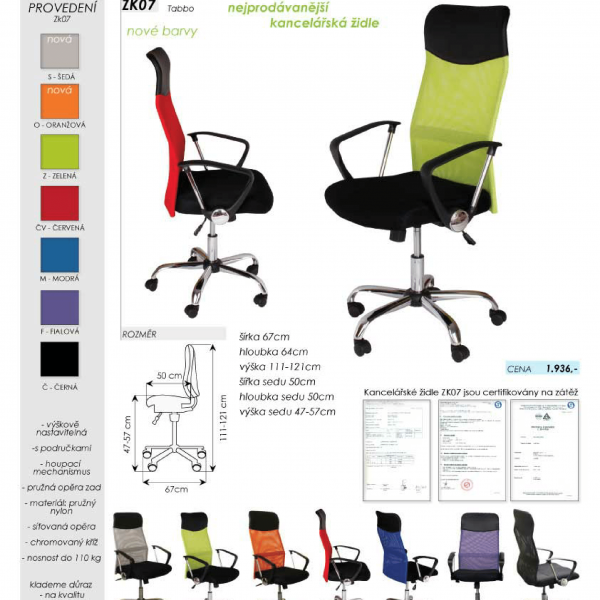 PROVEDENÍ
Zk07
nová
S - ŠEDÁ
nová
O - ORANŽOVÁ
Z - ZELENÁ
ČV - ČERVENÁ
M - MODRÁ
F - FIALOVÁ
Č - ČERNÁ
- výškově
nastavitelná
-s područkami
- houpací
mechanismus
- pružná opěra zad
- materiál: pružný
nylon
- síťovaná opěra
- chromovaný kříž
- nosnost do 110 kg
klademe důraz
- na kvalitu
ZK07 Tabbo
nové barvy
nejprodávanější
kancelářská židle
ROZMĚR
50 cm
47-57 cm
111-121 cm
67cm
šírka 67cm
hloubka 64cm
výška 111-121cm
šířka sedu 50cm
hloubka sedu 50cm
výška sedu 47-57cm
CENA 1.936,-
Kancelářské židle ZK07 jsou certifikovány na zátěž